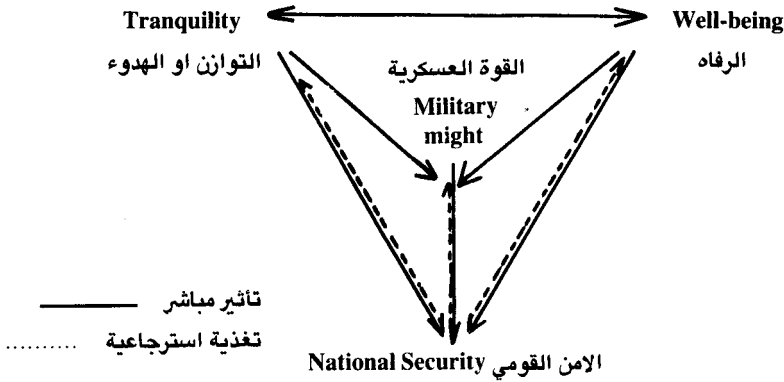 Tranquility
التوازن او الهدوء
Well-being
الرفاه
القوة العسكرية
Military
might
تأثير مباشر
تغذية استرجاعية
National Security الامن القومي